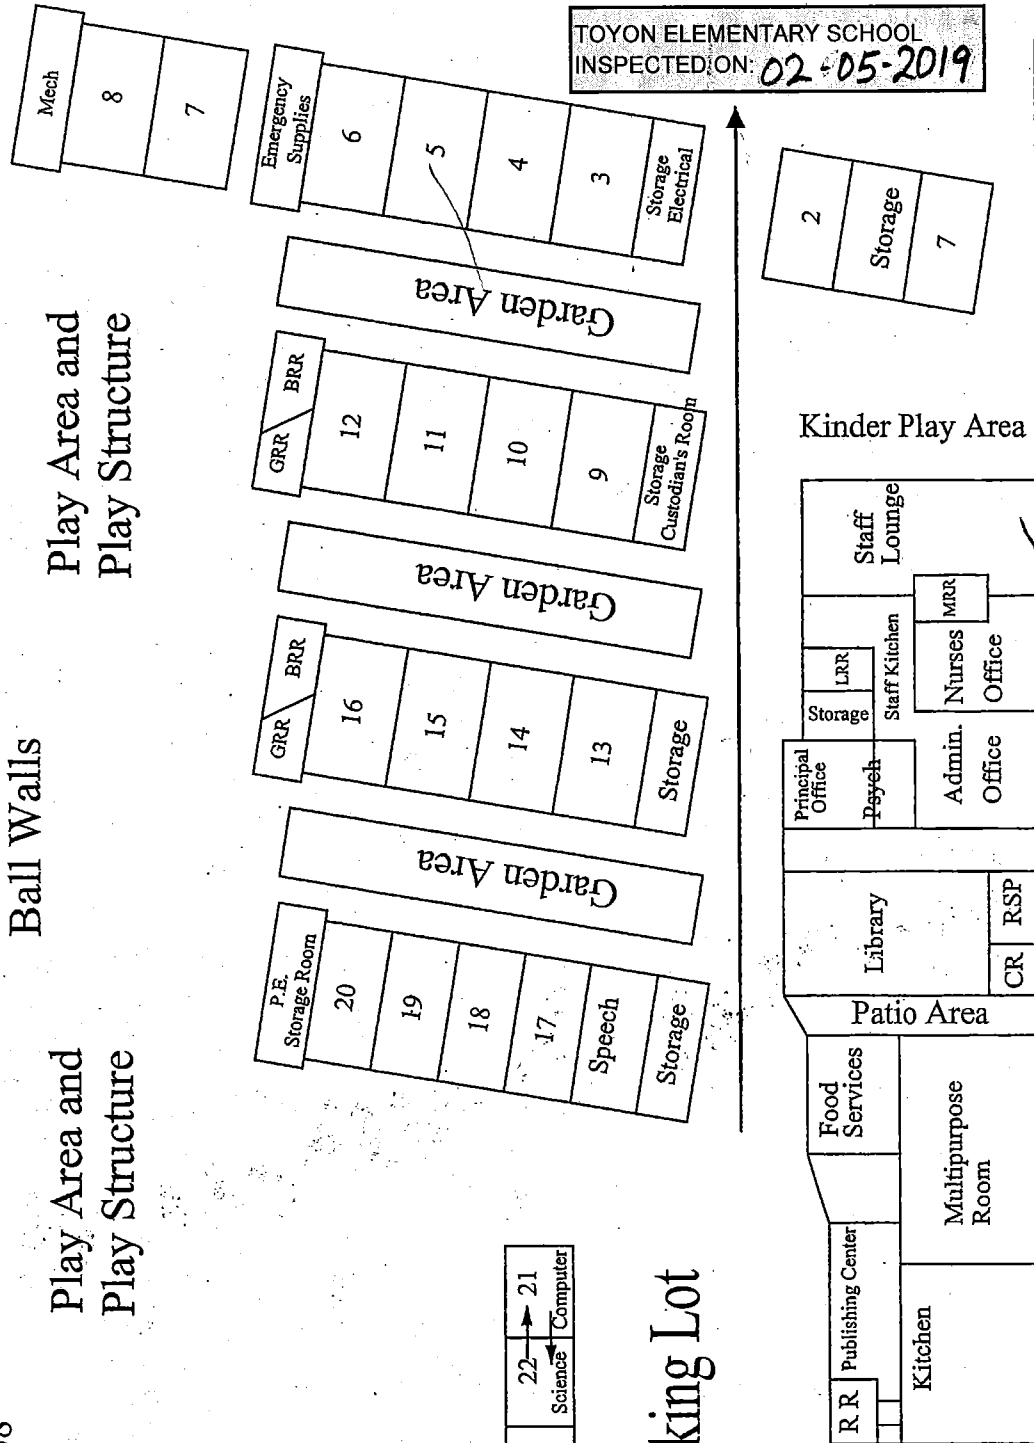 TOYON ELEMENTARY SCHOOL
INSPECTED ON: 02-05-2019
Mech
8
7
Emergency
Supplies
6
5
4
3
Storage
Electrical
Garden Area
2
Storage
7
Play Area and
Play Structure
GRR
BRR
12
11
10
9
Storage
Custodian's Room
Garden Area
Kinder Play Area
Ball Walls
GRR
BRR
16
15
14
13
Storage
Garden Area
Staff
Lounge
MRR
LRR
Staff Kitchen
Nurses
Office
Storage
Principal
Office
Psych
Admin.
Office
Play Area and
Play Structure
P.E.
Storage Room
20
19
18
17
Speech
Storage
Library
CR
RSP
Patio Area
Food
Services
Multipurpose
Room
22
21
Science
Computer
king Lot
R R
Publishing Center
Kitchen